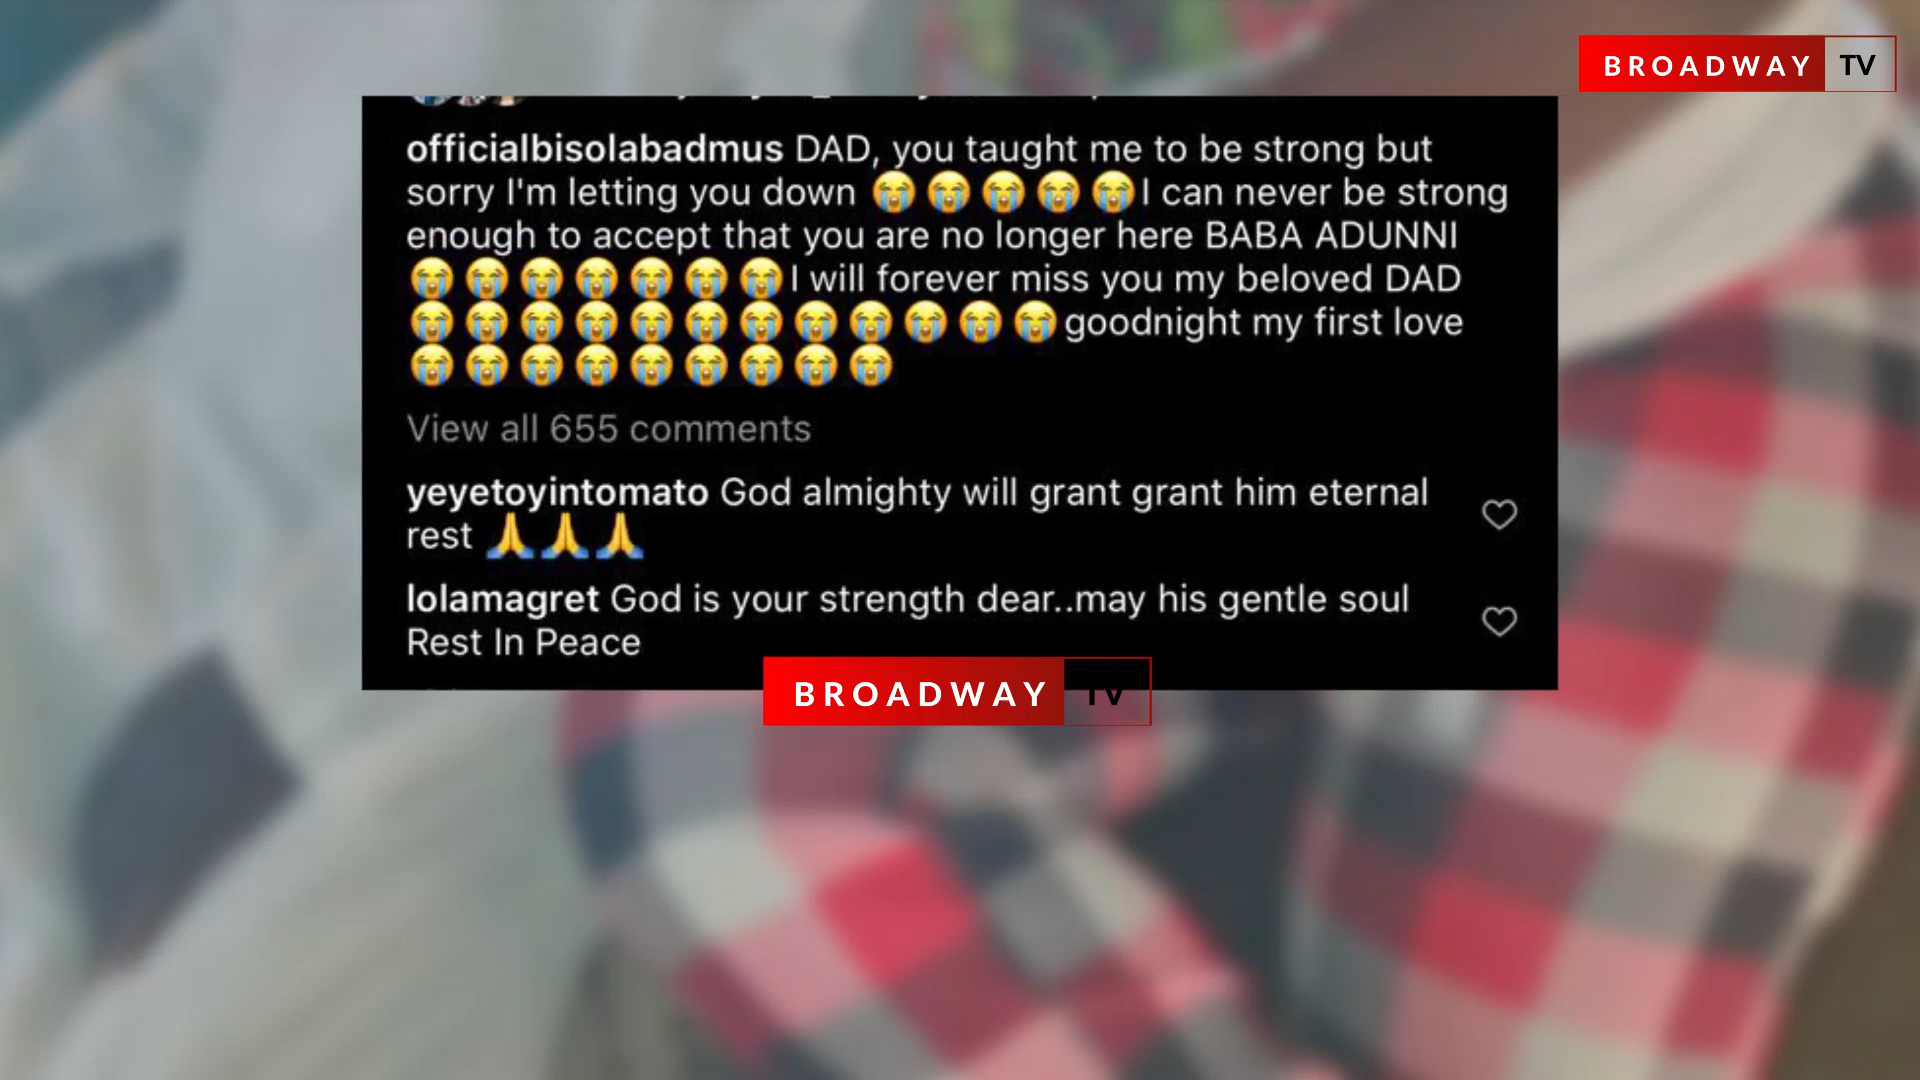 BROADWAY TV
officialbisolabadmus DAD, you taught me to be strong but
sorry I'm letting you down 😭😭😭😭😭I can never be strong
enough to accept that you are no longer here BABA ADUNNI
😭😭😭😭😭😭😭I will forever miss you my beloved DAD
😭😭😭😭😭😭😭😭😭😭😭😭goodnight my first love
😭😭😭😭😭😭😭😭😭
View all 655 comments
yeyetoyintomato God almighty will grant grant him eternal
rest 🙏🙏🙏
lolamagret God is your strength dear..may his gentle soul
Rest In Peace
BROADWAY TV